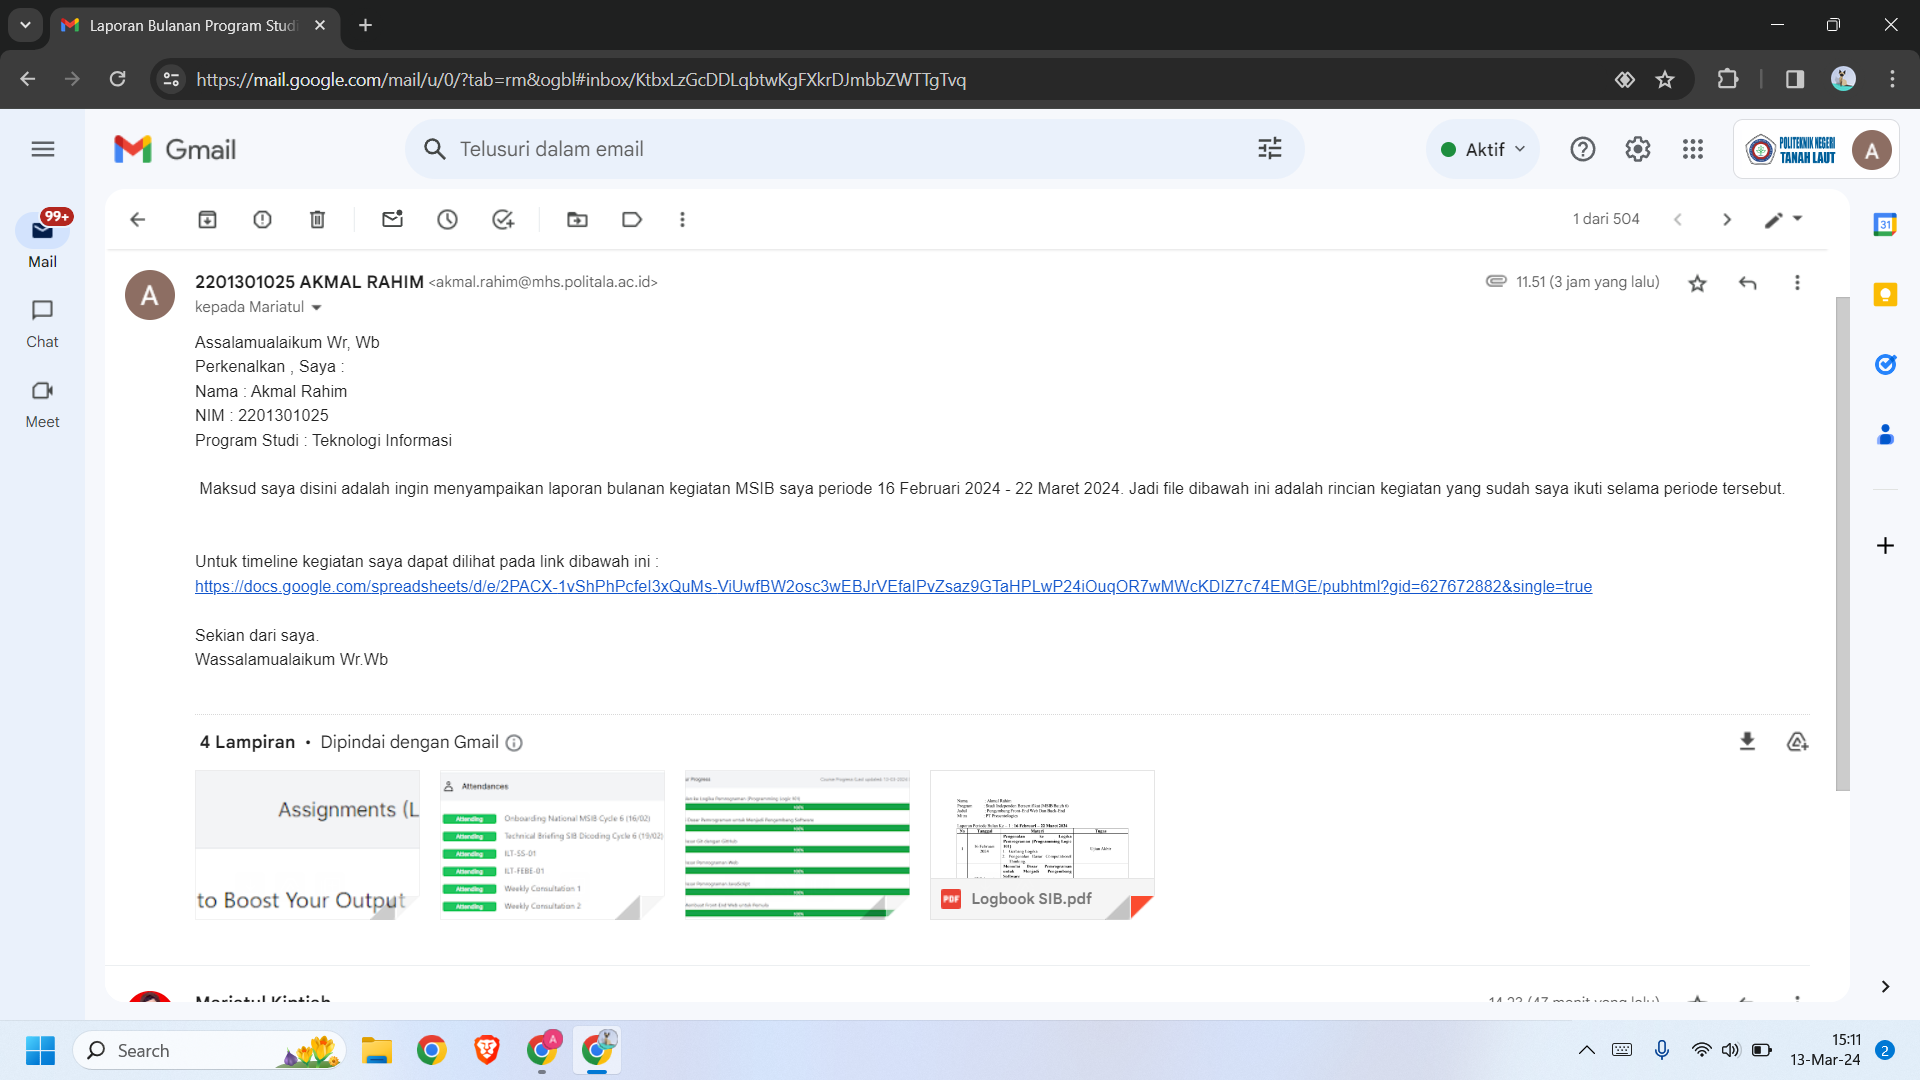 Laporan Bulanan Program Studi
https://mail.google.com/mail/u/0/?tab=rm&ogbl#inbox/KtbxLzGcDDLqbtwKgFXkrDJmbbZWTTgTvq
Gmail
Telusuri dalam email
Aktif
POLITEKNIK NEGERI
TANAH LAUT
A
99+
Mail
Chat
Meet
1 dari 504
31
A
2201301025 AKMAL RAHIM <akmal.rahim@mhs.politala.ac.id>
11.51 (3 jam yang lalu)
kepada Mariatul
Assalamualaikum Wr, Wb
Perkenalkan , Saya :
Nama : Akmal Rahim
NIM : 2201301025
Program Studi : Teknologi Informasi
Maksud saya disini adalah ingin menyampaikan laporan bulanan kegiatan MSIB saya periode 16 Februari 2024 - 22 Maret 2024. Jadi file dibawah ini adalah rincian kegiatan yang sudah saya ikuti selama periode tersebut.
Untuk timeline kegiatan saya dapat dilihat pada link dibawah ini :
https://docs.google.com/spreadsheets/d/e/2PACX-1vShPhPcfeI3xQuMs-ViUwfBW2osc3wEBJrVEfaIPvZsaz9GTaHPLwP24iOuqOR7wMWcKDIZ7c74EMGE/pubhtml?gid=627672882&single=true
Sekian dari saya.
Wassalamualaikum Wr.Wb
4 Lampiran • Dipindai dengan Gmail
Assignments (L
to Boost Your Output
Attendances
Attending Onboarding National MSIB Cycle 6 (16/02)
Attending Technical Briefing SIB Dicoding Cycle 6 (19/02)
Attending ILT-SS-01
Attending ILT-FEBE-01
Attending Weekly Consultation 1
Attending Weekly Consultation 2
PDF Logbook SIB.pdf
Mariatul Kiptiah
14.23 (47 menit yang lalu)
Search
A
15:11
13-Mar-24
2